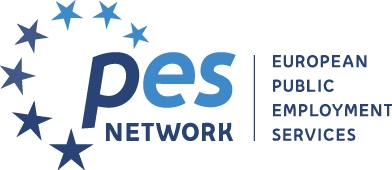 pes
NETWORK
EUROPEAN
PUBLIC
EMPLOYMENT
SERVICES